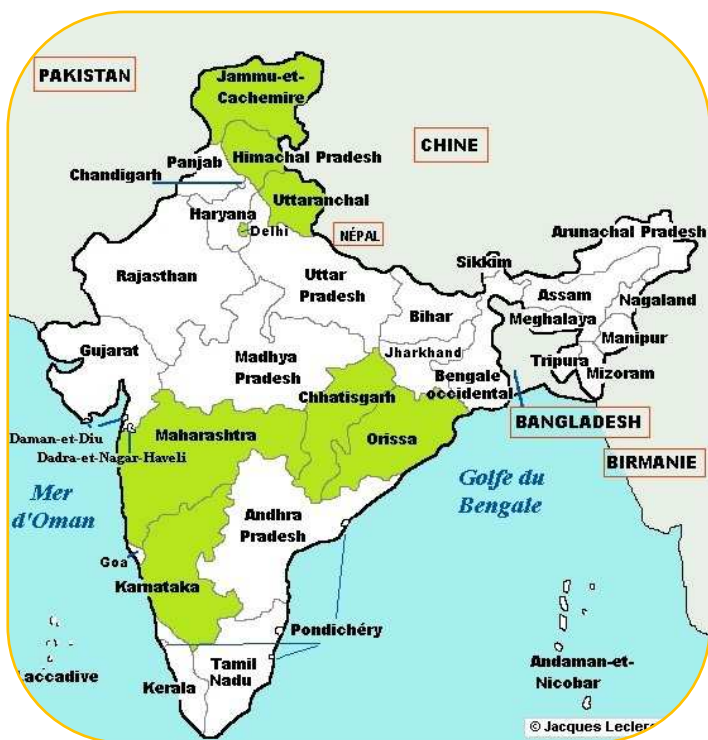 PAKISTAN
Jammu-et-
Cachemire
CHINE
Panjab
Himachal Pradesh
Chandigarh
Uttaranchal
Haryana
Delhi
NÉPAL
Arunachal Pradesh
Sikkim
Rajasthan
Uttar
Pradesh
Assam
Nagaland
Bihar
Meghalaya
Manipur
Gujarat
Jharkhand
Madhya
Pradesh
Tripura
Mizoram
Bengale
occidental
Chhatisgarh
Daman-et-Diu
Maharashtra
Orissa
BANGLADESH
Dadra-et-Nagar-Haveli
BIRMANIE
Mer
d'Oman
Golfe du
Bengale
Andhra
Pradesh
Goa
Karnataka
Pondichéry
Laccadive
Kerala
Tamil
Nadu
Andaman-et-
Nicobar
© Jacques Leclerc